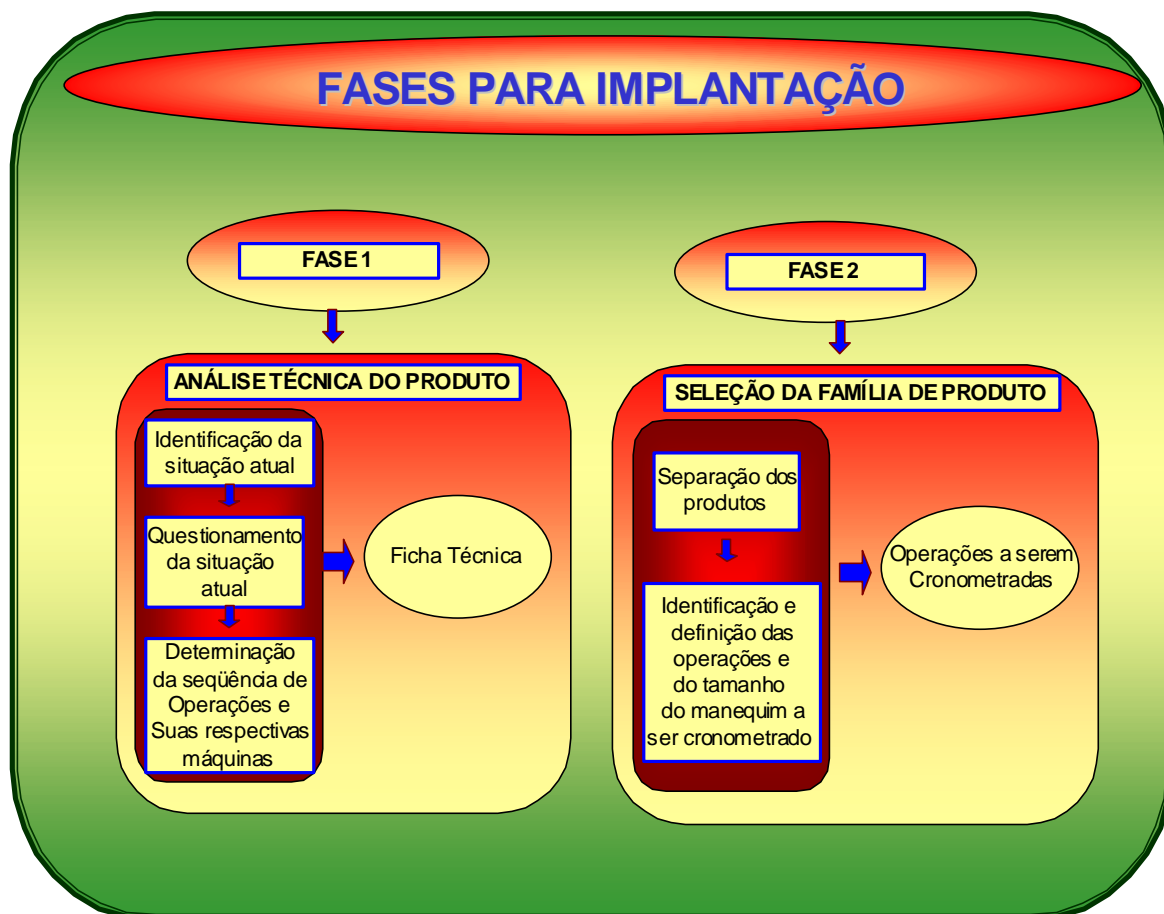 FASES PARA IMPLANTAÇÃO
FASE 1
ANÁLISE TÉCNICA DO PRODUTO
Identificação da
situação atual
Questionamento
da situação
atual
Determinação
da seqüência de
Operações e
Suas respectivas
máquinas
Ficha Técnica
FASE 2
SELEÇÃO DA FAMÍLIA DE PRODUTO
Separação dos
produtos
Identificação e
definição das
operações e
do tamanho
do manequim a
ser cronometrado
Operações a serem
Cronometradas